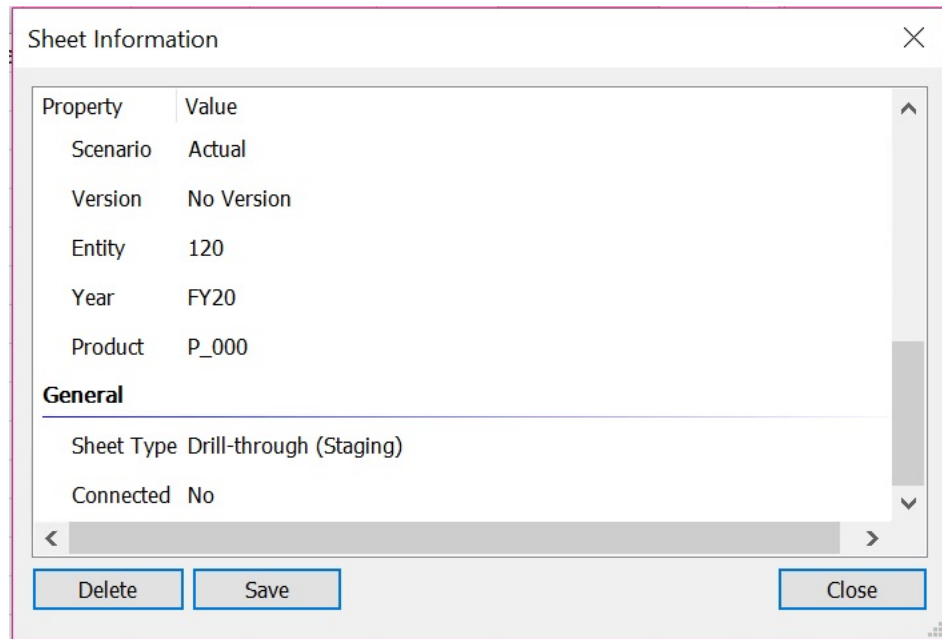 Sheet Information
Property Value
Scenario Actual
Version No Version
Entity 120
Year FY20
Product P_000
General
Sheet Type Drill-through (Staging)
Connected No
Delete Save Close